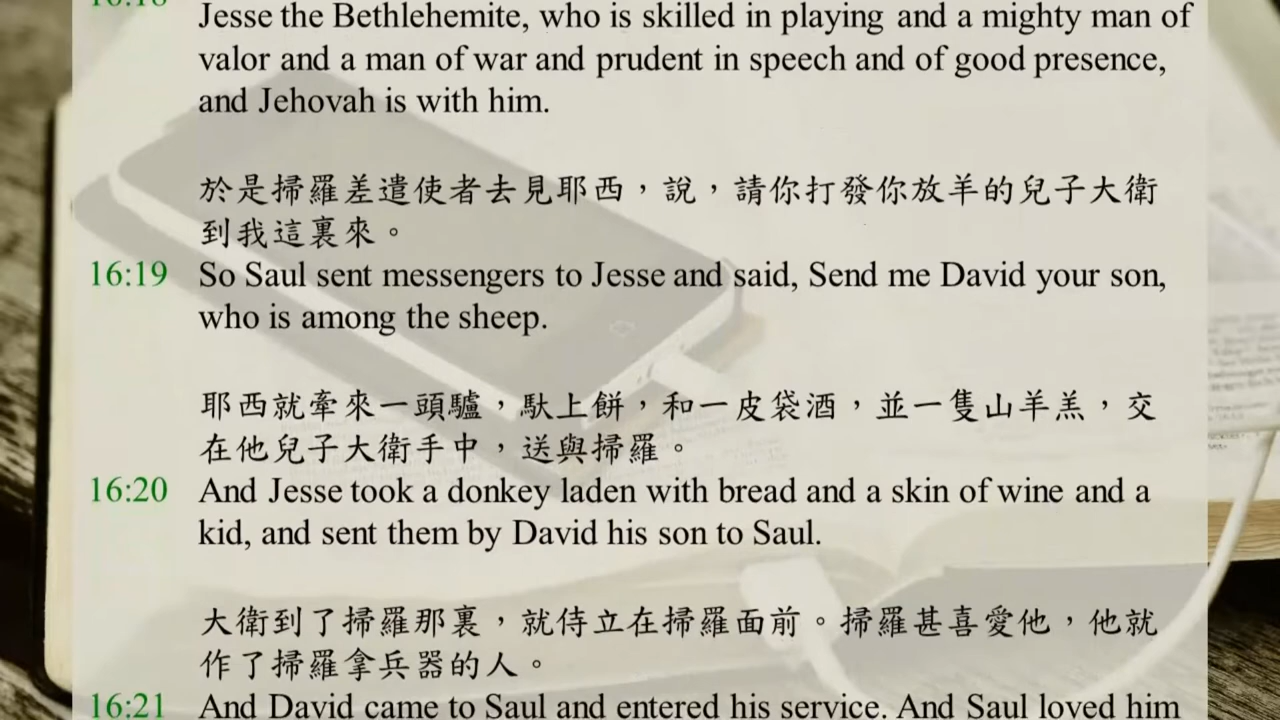 16:18 Jesse the Bethlehemite, who is skilled in playing and a mighty man of
valor and a man of war and prudent in speech and of good presence,
and Jehovah is with him.
於是掃羅差遣使者去見耶西，說，請你打發你放羊的兒子大衛
到我這裏來。
16:19 So Saul sent messengers to Jesse and said, Send me David your son,
who is among the sheep.
耶西就牽來一頭驢，馱上餅，和一皮袋酒，並一隻山羊羔，交
在他兒子大衛手中，送與掃羅。
16:20 And Jesse took a donkey laden with bread and a skin of wine and a
kid, and sent them by David his son to Saul.
大衛到了掃羅那裏，就侍立在掃羅面前。掃羅甚喜愛他，他就
作了掃羅拿兵器的人。
16:21 And David came to Saul and entered his service. And Saul loved him